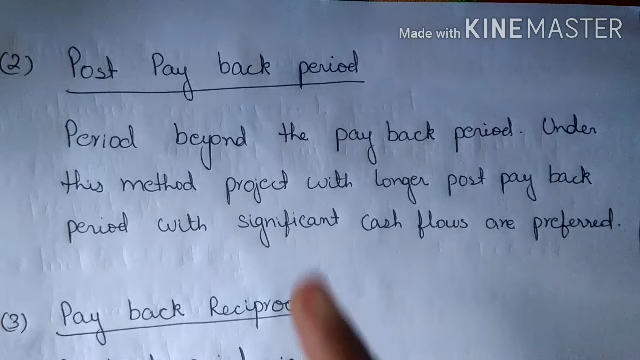 Made with KINEMASTER
(2) Post Pay back period
Period beyond the pay back period. Under
this method project with longer post pay back
period with significant cash flows are preferred.
(3) Pay back